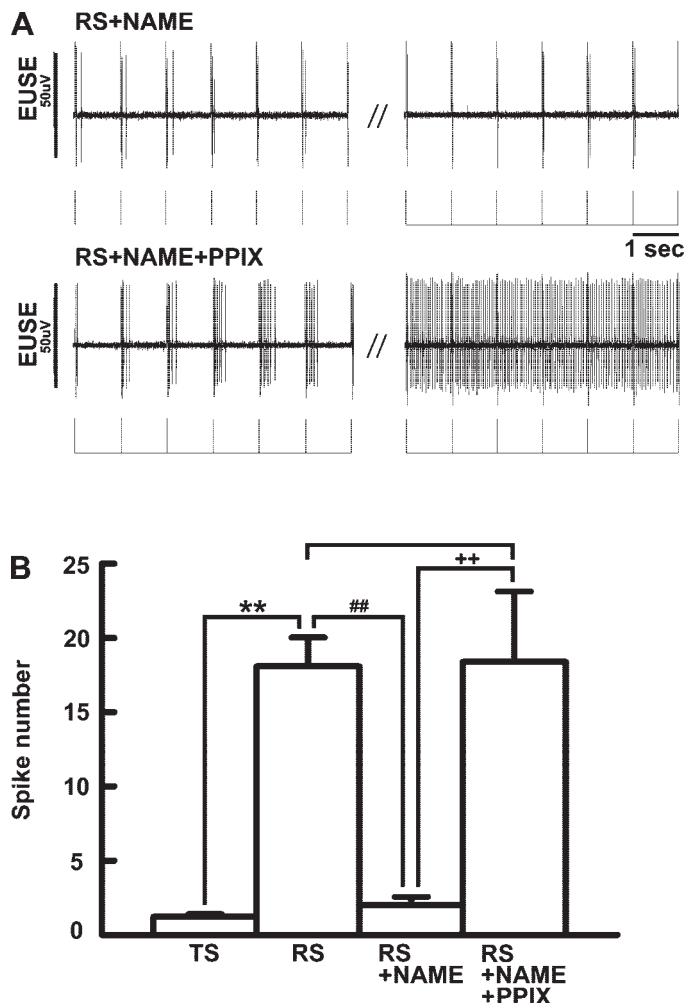 A
RS+NAME
EUSE
50uV
//
1 sec
RS+NAME+PPIX
EUSE
50uV
//
B
Spike number
25
20
15
10
5
0
**
##
++
TS
RS
RS
+NAME
RS
+NAME
+PPIX